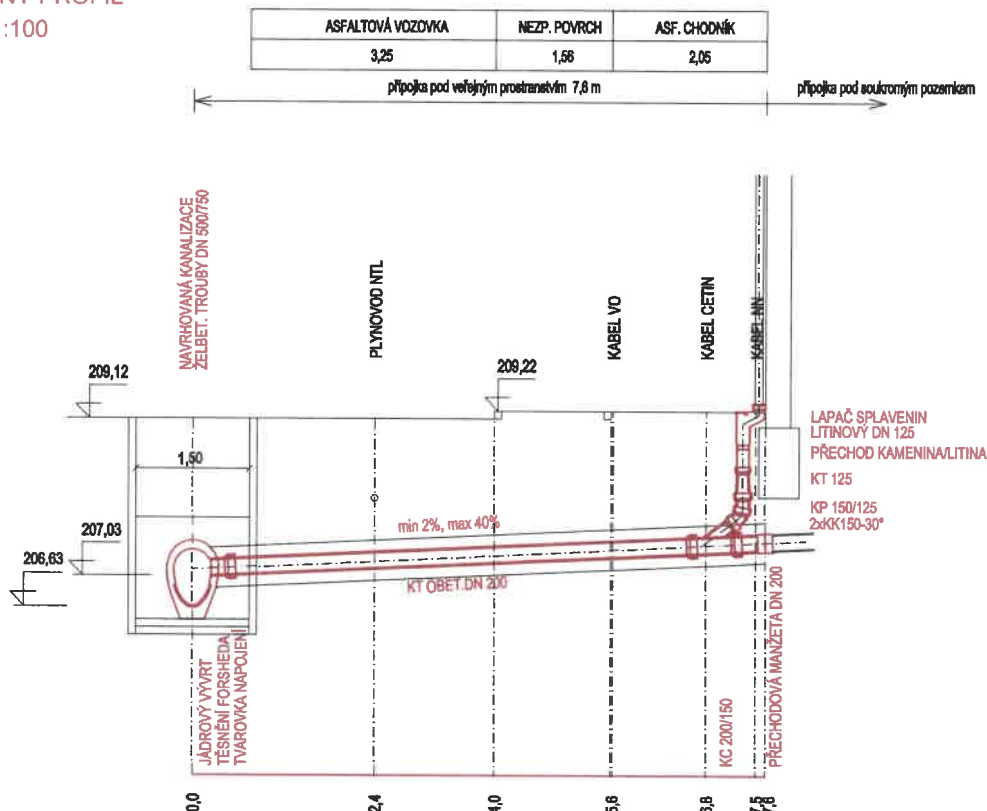 :100
ASFALTOVÁ VOZOVKA NEZP. POVRCH ASF. CHODNÍK
3,25 1,56 2,05
přípojka pod veřejným prostranstvím 7,6 m
přípojka pod soukromým pozemkem
NAVRHOVANÁ KANALIZACE
ŽELBET. TROUBY DN 500/750
PLYNOVOD NTL
KABEL VO
KABEL CETIN
KABEL NN
209,12
209,22
1,50
LAPAČ SPLAVENIN
LITINOVÝ DN 125
PŘECHOD KAMENINA/LITINA
KT 125
KP 150/125
2xKK150-30°
min 2%, max 40%
207,03
206,63
KT OBET.DN 200
JÁDROVÝ VÝVRT
TĚSNĚNÍ FORSHEDA
TVAROVKA NAPOJENÍ
KC 200/150
PŘECHODOVÁ MANŽETA DN 200
0,0
2,4
4,0
5,6
6,8
7,5
7,6